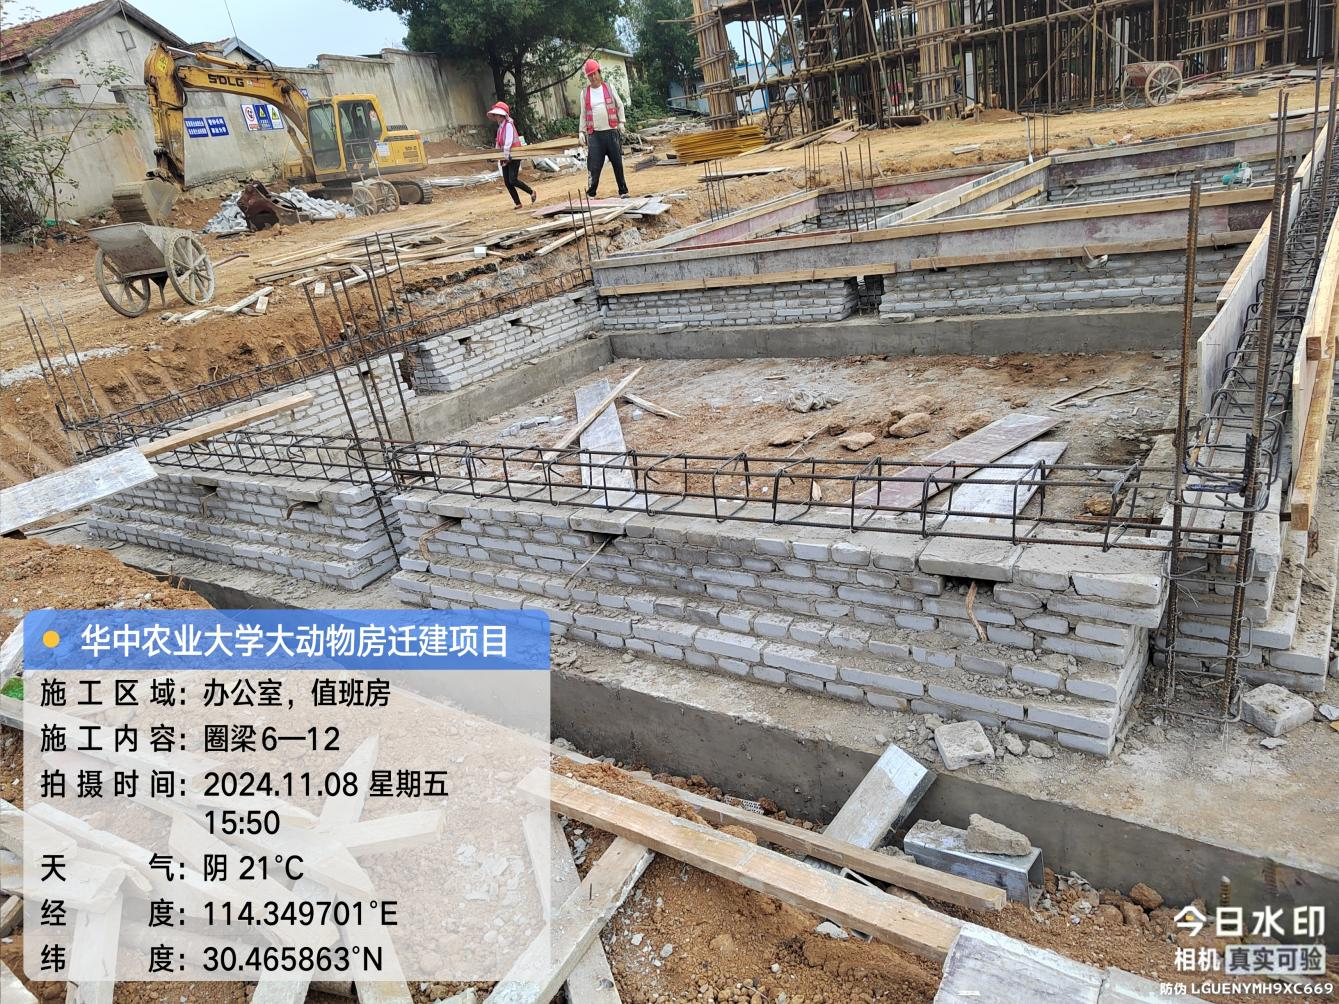 SDLG
华中农业大学大动物房迁建项目
施工区域：办公室，值班房
施工内容：圈梁6—12
拍摄时间：2024.11.08 星期五
15:50
天气：阴 21℃
经度：114.349701°E
纬度：30.465863°N
今日水印
相机 真实可验
防伪 LGUENYMH9XC669